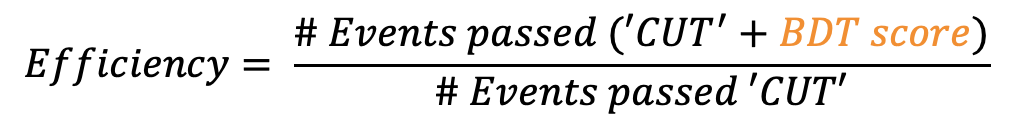 # Events passed ('CUT' + BDT score)
Efficiency =
# Events passed 'CUT'